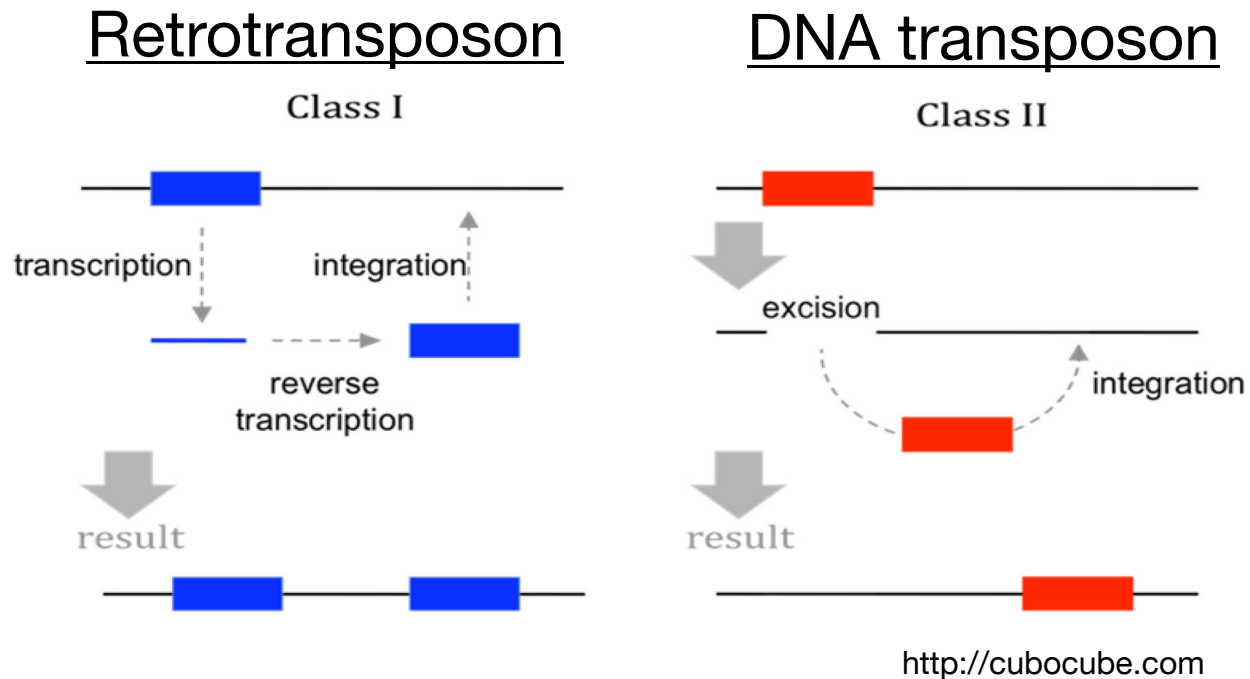 Retrotransposon
Class I
transcription
integration
reverse
transcription
result
DNA transposon
Class II
excision
integration
result
http://cubocube.com